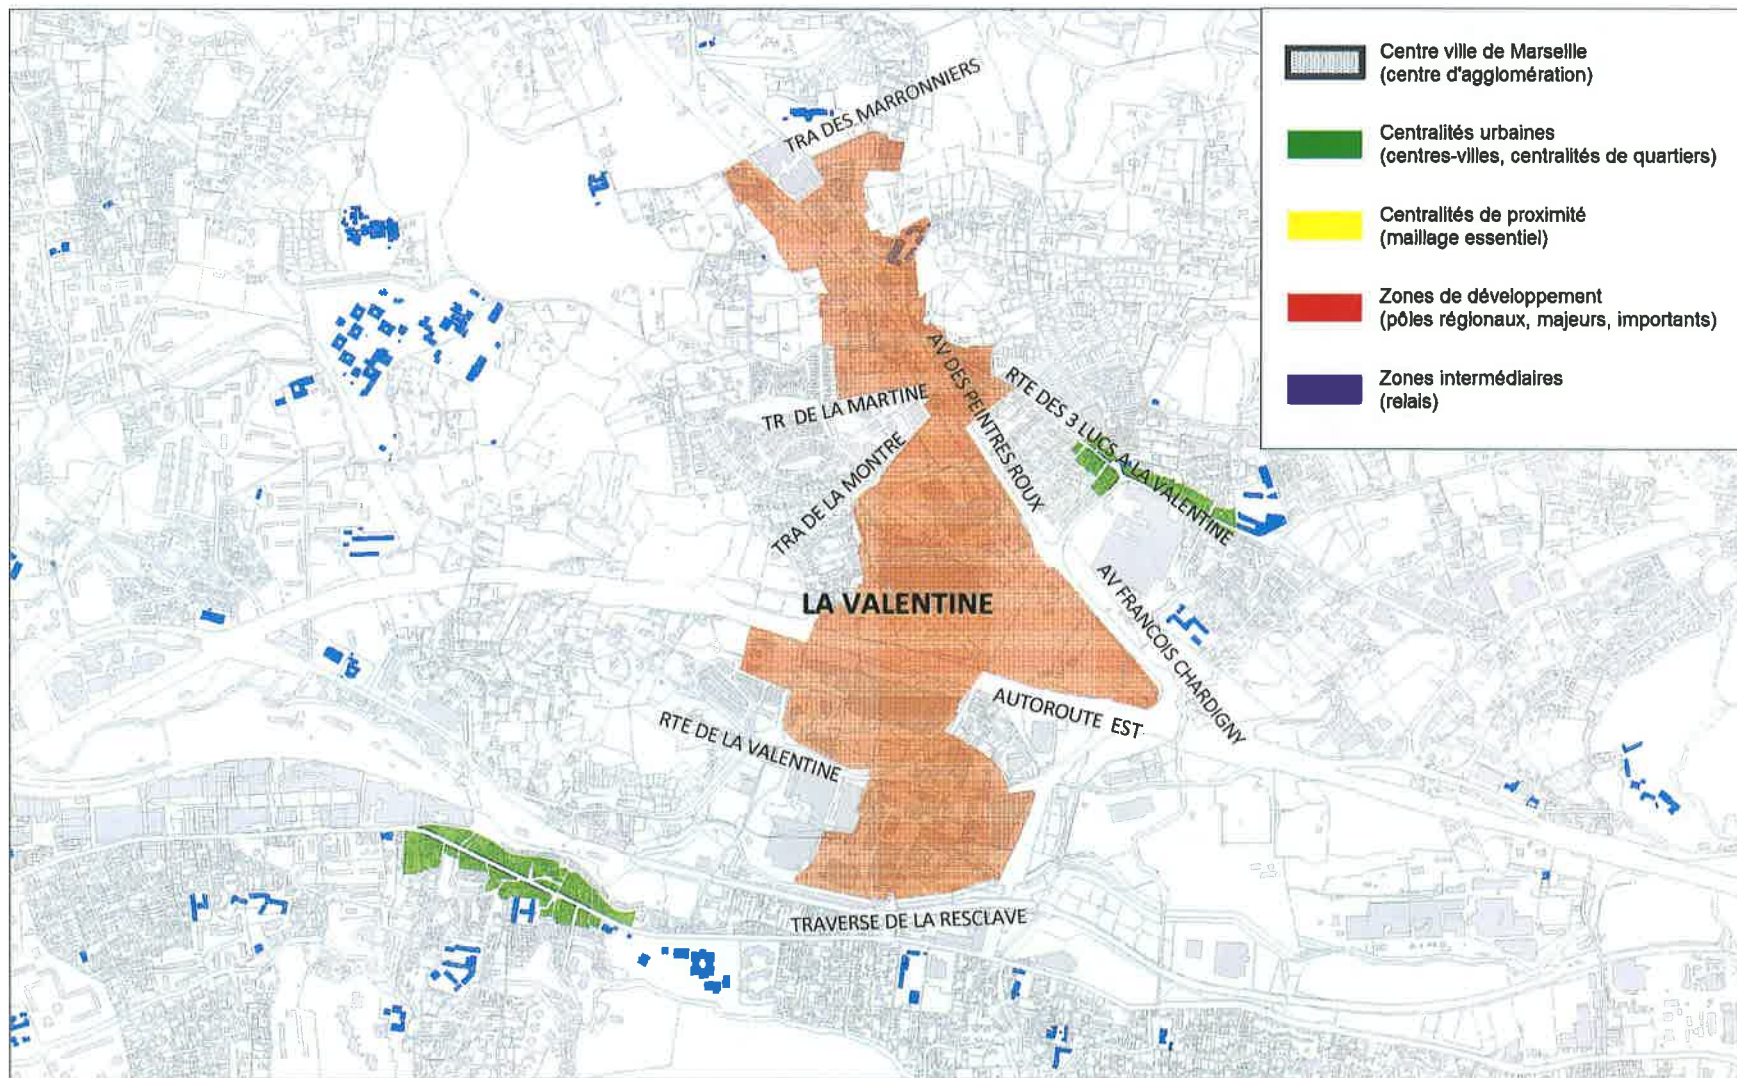 Centre ville de Marseille
(centre d'agglomération)
Centralités urbaines
(centres-villes, centralités de quartiers)
Centralités de proximité
(maillage essentiel)
Zones de développement
(pôles régionaux, majeurs, importants)
Zones intermédiaires
(relais)
TRA DES MARRONNIERS
AV DES PEINTRES ROUX
RTE DES 3 LUCS A LA VALENTINE
TR DE LA MARTINE
TRA DE LA MONTRE
LA VALENTINE
AV FRANCOIS CHARDIGNY
AUTOROUTE EST
RTE DE LA VALENTINE
TRAVERSE DE LA RESCLAVE